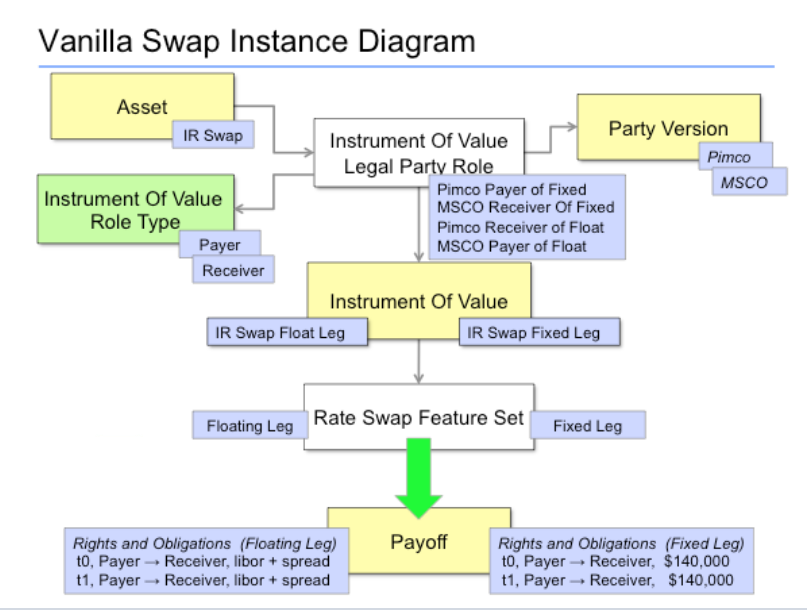 Vanilla Swap Instance Diagram
Asset
IR Swap
Instrument Of Value
Legal Party Role
Party Version
Pimco
MSCO
Instrument Of Value
Role Type
Payer
Receiver
Pimco Payer of Fixed
MSCO Receiver Of Fixed
Pimco Receiver of Float
MSCO Payer of Float
Instrument Of Value
IR Swap Float Leg
IR Swap Fixed Leg
Rate Swap Feature Set
Floating Leg
Fixed Leg
Payoff
Rights and Obligations (Floating Leg)
t0, Payer → Receiver, libor + spread
t1, Payer → Receiver, libor + spread
Rights and Obligations (Fixed Leg)
t0, Payer → Receiver, $140,000
t1, Payer → Receiver, $140,000